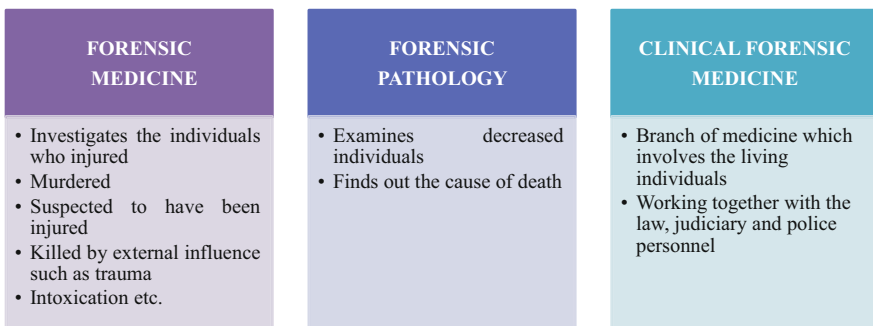 FORENSIC
MEDICINE
• Investigates the individuals
who injured
• Murdered
• Suspected to have been
injured
• Killed by external influence
such as trauma
• Intoxication etc.
FORENSIC
PATHOLOGY
• Examines decreased
individuals
• Finds out the cause of death
CLINICAL FORENSIC
MEDICINE
• Branch of medicine which
involves the living
individuals
• Working together with the
law, judiciary and police
personnel